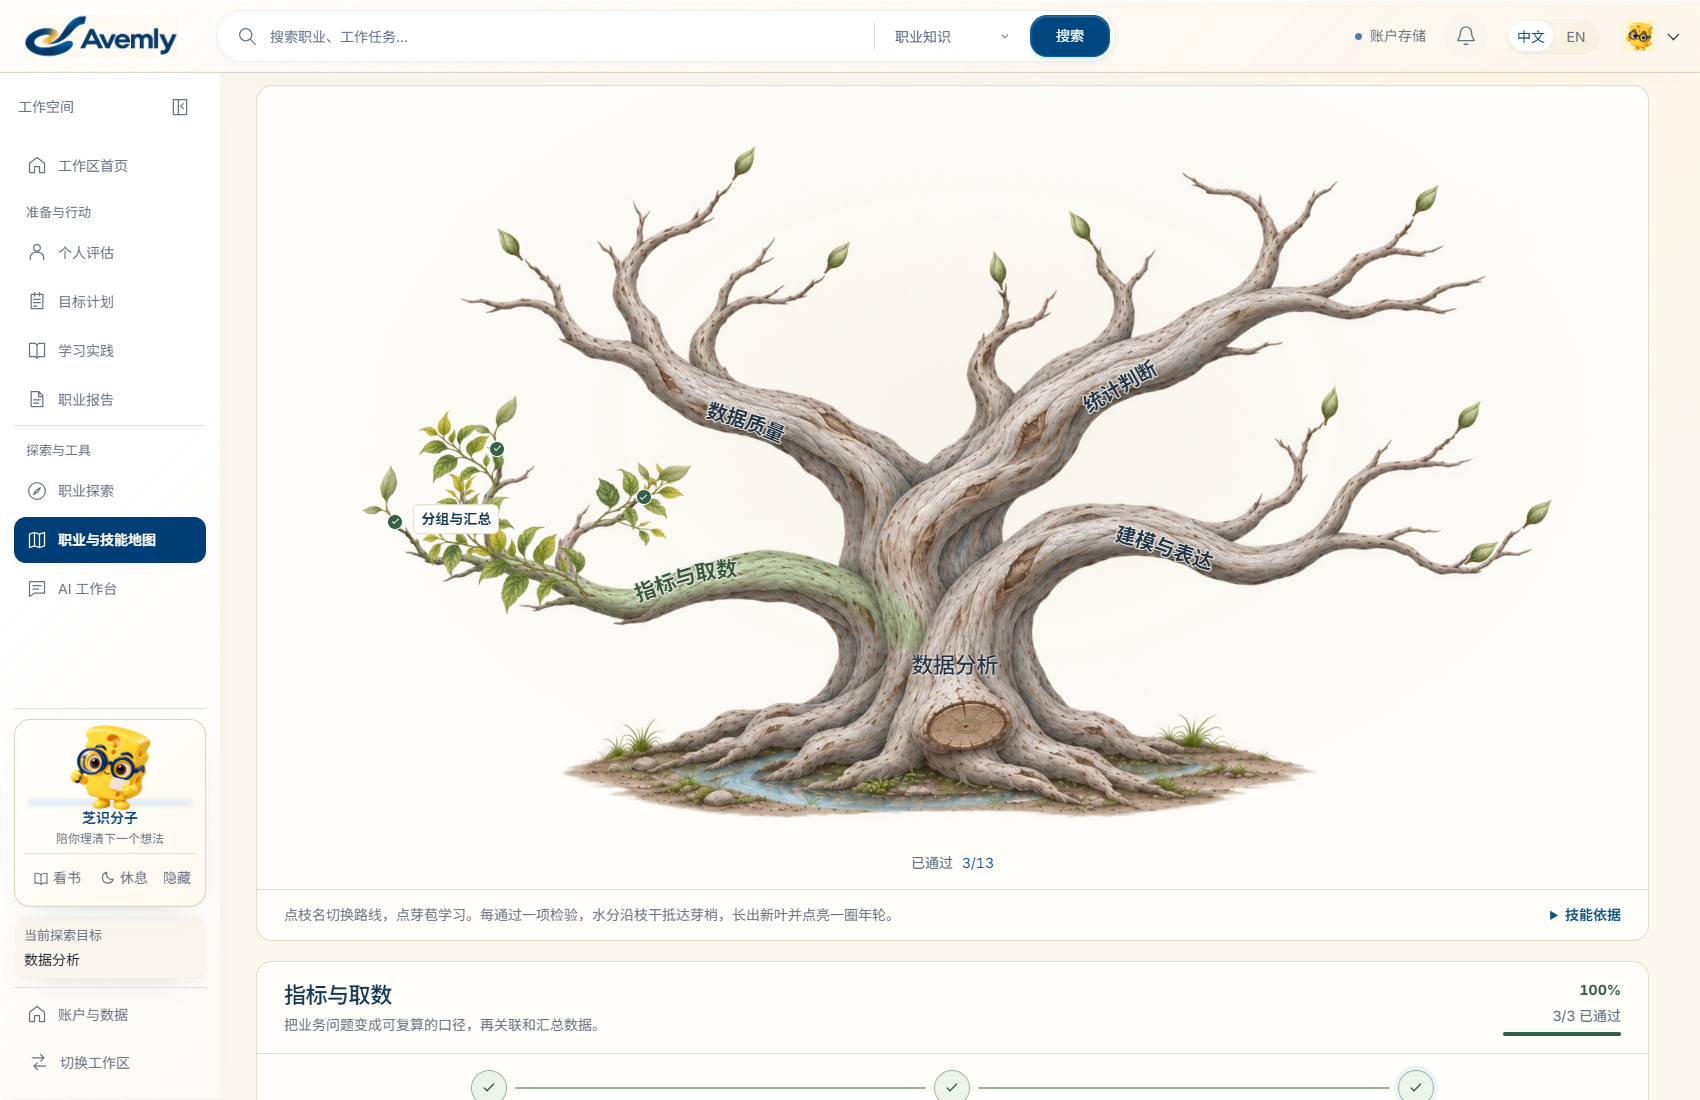 Avemly
搜索职业、工作任务...
职业知识
搜索
账户存储
中文
EN
工作空间
工作区首页
准备与行动
个人评估
目标计划
学习实践
职业报告
探索与工具
职业探索
职业与技能地图
AI 工作台
芝识分子
陪你理清下一个想法
看书
休息
隐藏
当前探索目标
数据分析
账户与数据
切换工作区
数据质量
统计判断
分组与汇总
指标与取数
建模与表达
数据分析
已通过 3/13
点枝名切换路线，点芽苞学习。每通过一项检验，水分沿枝干抵达芽梢，长出新叶并点亮一圈年轮。
技能依据
指标与取数
把业务问题变成可复算的口径，再关联和汇总数据。
100%
3/3 已通过